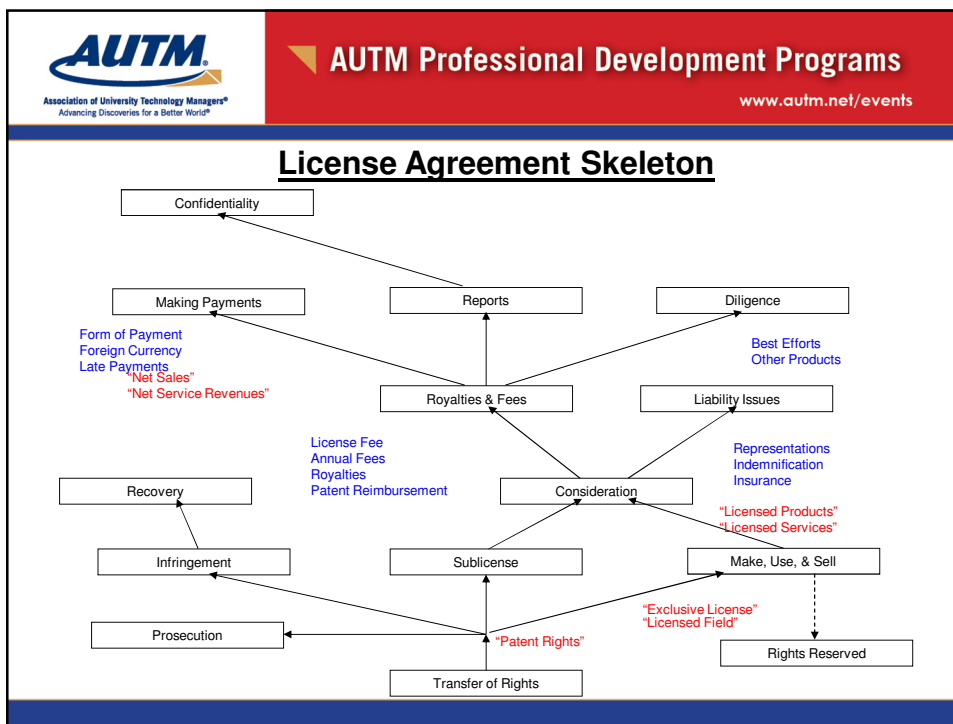 AUTM®
Association of University Technology Managers®
Advancing Discoveries for a Better World®
AUTM Professional Development Programs
www.autm.net/events
License Agreement Skeleton
Confidentiality
Making Payments
Reports
Diligence
Form of Payment
Foreign Currency
Late Payments
“Net Sales”
“Net Service Revenues”
Best Efforts
Other Products
Royalties & Fees
Liability Issues
License Fee
Annual Fees
Royalties
Patent Reimbursement
Representations
Indemnification
Insurance
Recovery
Consideration
“Licensed Products”
“Licensed Services”
Infringement
Sublicense
Make, Use, & Sell
“Exclusive License”
“Licensed Field”
Prosecution
“Patent Rights”
Rights Reserved
Transfer of Rights